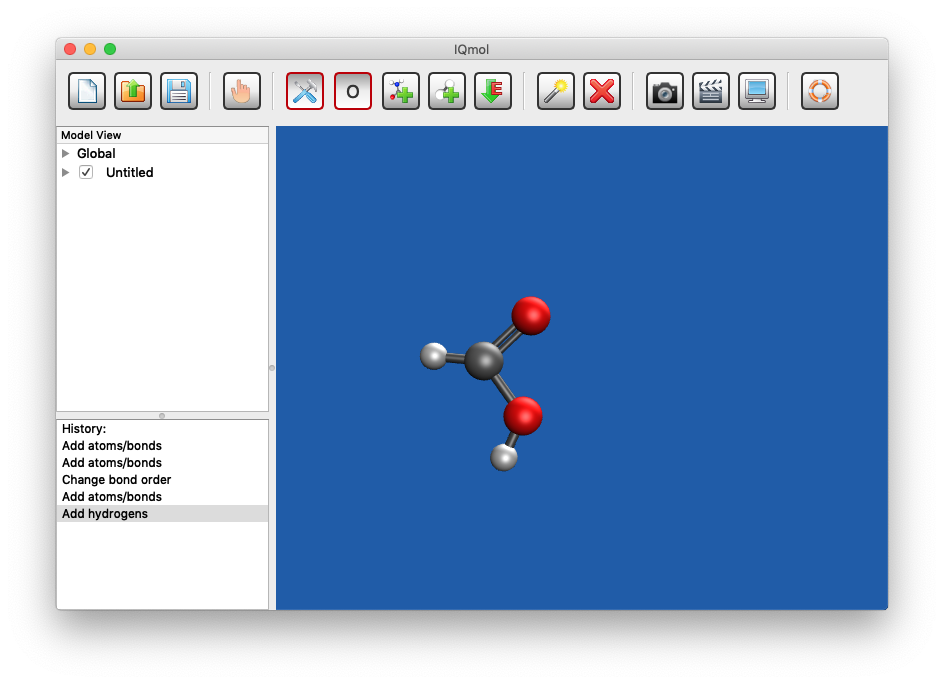 IQmol
O
E
Model View
Global
Untitled
History:
Add atoms/bonds
Add atoms/bonds
Change bond order
Add atoms/bonds
Add hydrogens